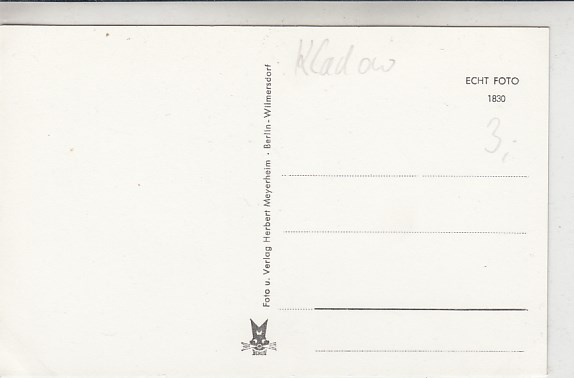 Kladow
ECHT FOTO
1830
3,
Foto u. Verlag Herbert Meyerheim · Berlin-Wilmersdorf